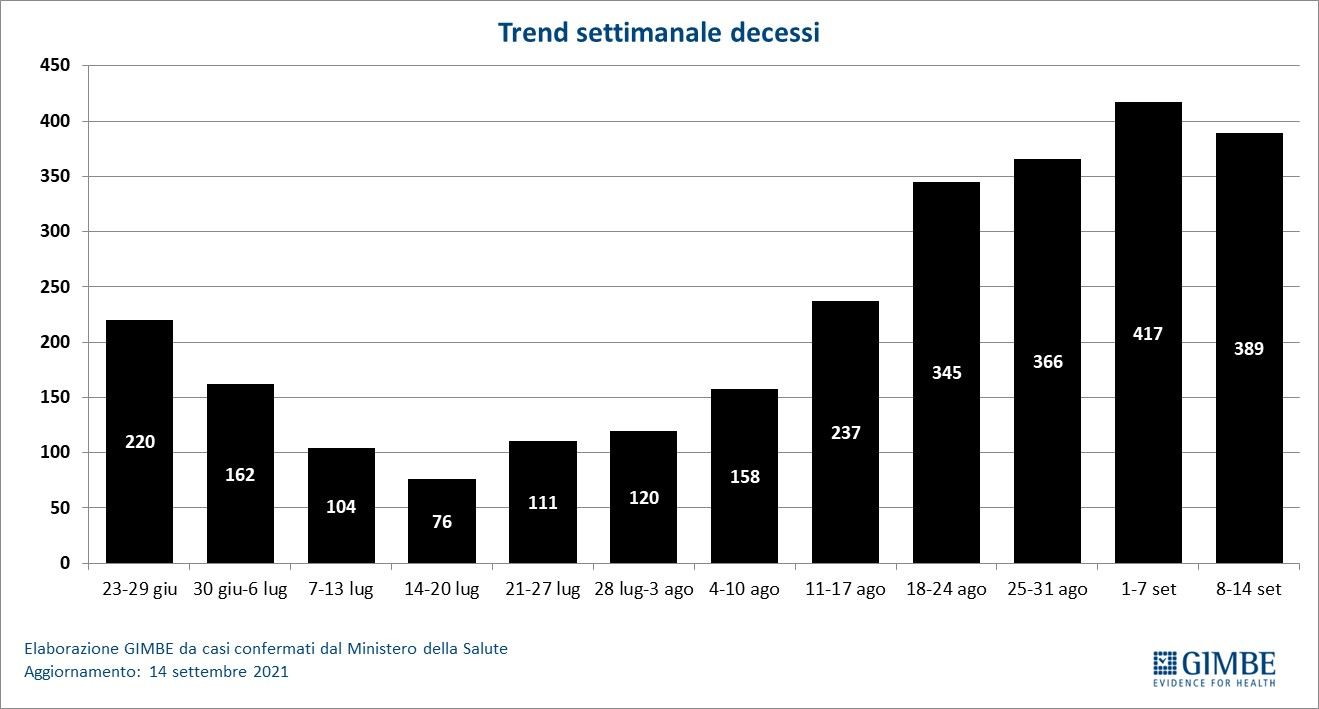 Trend settimanale decessi
450
400
350
300
250
200
150
100
50
0
220
162
104
76
111
120
158
237
345
366
417
389
23-29 giu
30 giu-6 lug
7-13 lug
14-20 lug
21-27 lug
28 lug-3 ago
4-10 ago
11-17 ago
18-24 ago
25-31 ago
1-7 set
8-14 set
Elaborazione GIMBE da casi confermati dal Ministero della Salute
Aggiornamento: 14 settembre 2021
GIMBE
EVIDENCE FOR HEALTH